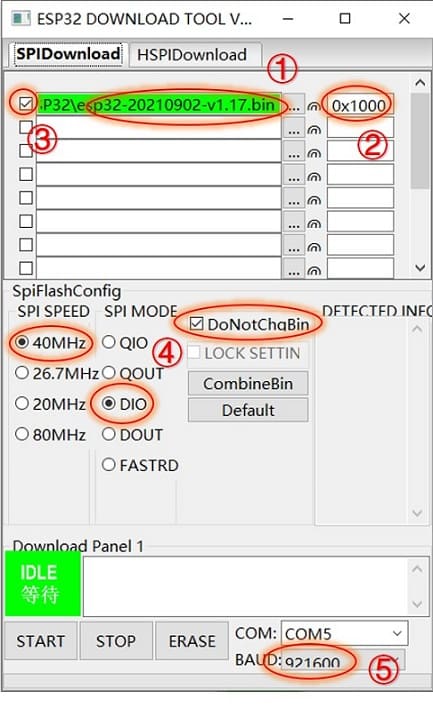 ESP32 DOWNLOAD TOOL V...
SPIDownload HSPIDownload
①
.P32\esp32-20210902-v1.17.bin ... @ 0x1000
③ ②
... @
... @
... @
... @
... @
... @
... @
SpiFlashConfig
SPI SPEED SPI MODE DETECTED INFO
DoNotChgBin
40MHz QIO ④ LOCK SETTIN
26.7MHz QOUT CombineBin
20MHz DIO Default
80MHz DOUT
FASTRD
Download Panel 1
IDLE
等待
START STOP ERASE COM: COM5
BAUD: 921600 ⑤